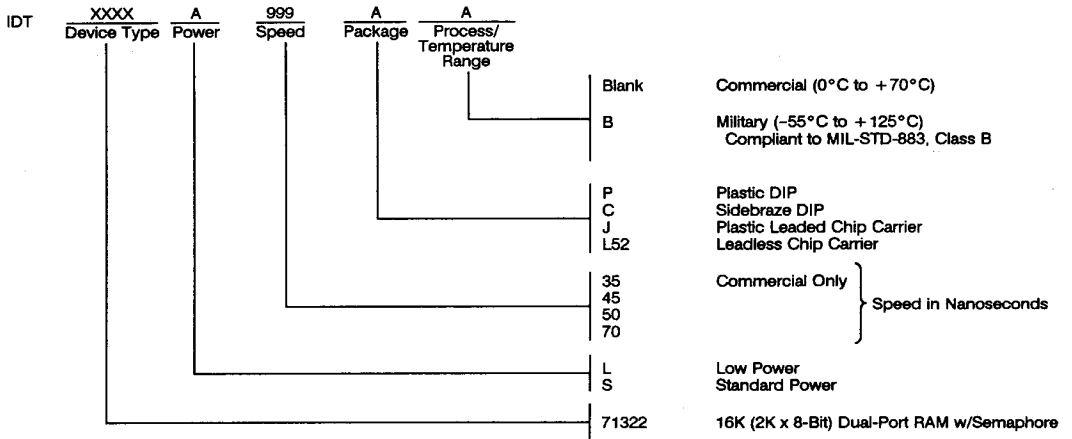 IDT XXXX A 999 A A
Device Type Power Speed Package Process/
Temperature
Range
Blank Commercial (0°C to +70°C)
B Military (–55°C to +125°C)
Compliant to MIL-STD-883, Class B
P Plastic DIP
C Sidebraze DIP
J Plastic Leaded Chip Carrier
L52 Leadless Chip Carrier
35 Commercial Only
45
Speed in Nanoseconds
50
70
L Low Power
S Standard Power
71322 16K (2K x 8-Bit) Dual-Port RAM w/Semaphore